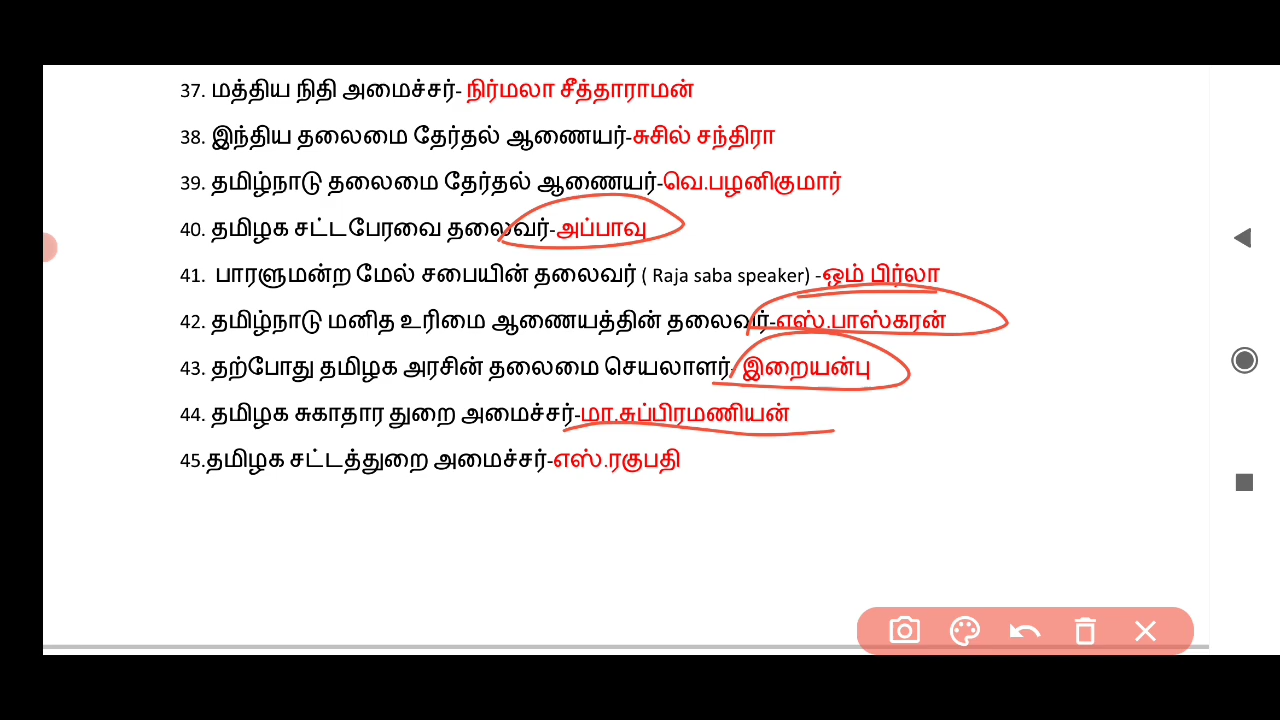 37. மத்திய நிதி அமைச்சர்- நிர்மலா சீத்தாராமன்
38. இந்திய தலைமை தேர்தல் ஆணையர்-சுசில் சந்திரா
39. தமிழ்நாடு தலைமை தேர்தல் ஆணையர்-வெ.பழனிகுமார்
40. தமிழக சட்டபேரவை தலைவர்-அப்பாவு
41. பாரளுமன்ற மேல் சபையின் தலைவர் ( Raja saba speaker) -ஒம் பிர்லா
42. தமிழ்நாடு மனித உரிமை ஆணையத்தின் தலைவர்-எஸ்.பாஸ்கரன்
43. தற்போது தமிழக அரசின் தலைமை செயலாளர்- இறையன்பு
44. தமிழக சுகாதார துறை அமைச்சர்-மா.சுப்பிரமணியன்
45.தமிழக சட்டத்துறை அமைச்சர்-எஸ்.ரகுபதி